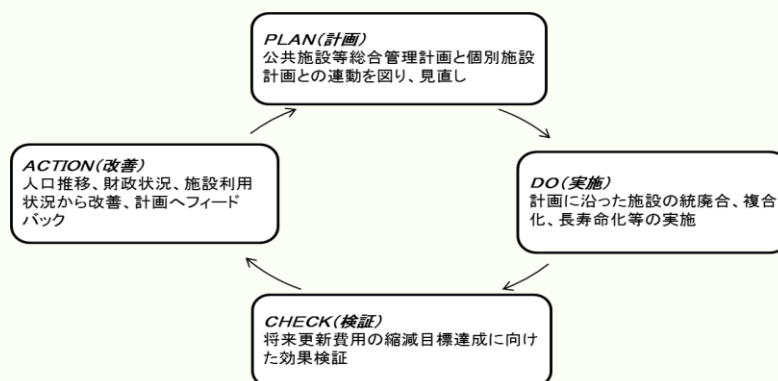 PLAN(計画)
公共施設等総合管理計画と個別施設
計画との連動を図り、見直し
ACTION(改善)
人口推移、財政状況、施設利用
状況から改善、計画へフィード
バック
DO(実施)
計画に沿った施設の統廃合、複合
化、長寿命化等の実施
CHECK(検証)
将来更新費用の縮減目標達成に向け
た効果検証